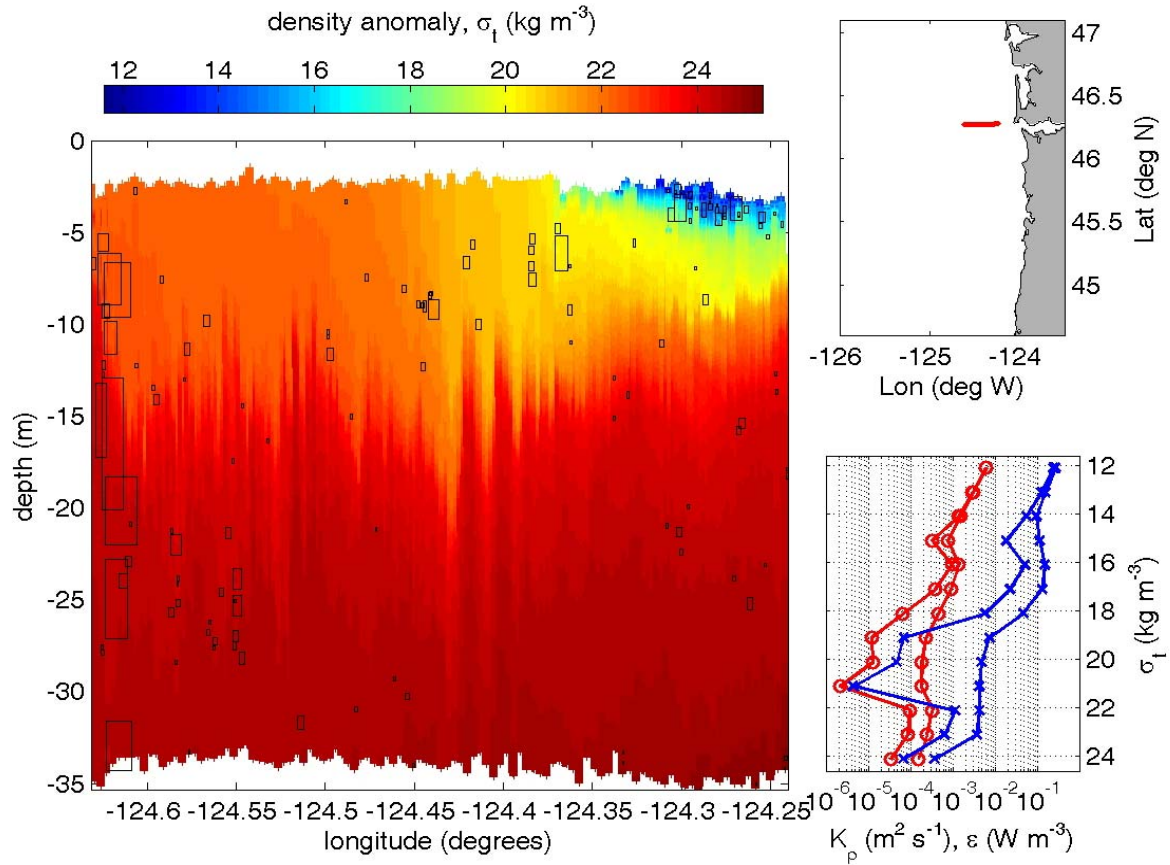 density anomaly, σt (kg m-3)
12 14 16 18 20 22 24
0
-5
-10
-15
-20
-25
-30
-35
depth (m)
-124.6 -124.55 -124.5 -124.45 -124.4 -124.35 -124.3 -124.25
longitude (degrees)
47
46.5
46
45.5
45
Lat (deg N)
-126 -125 -124
Lon (deg W)
12
14
16
18
20
22
24
σt (kg m-3)
10-6 10-5 10-4 10-3 10-2 10-1
Kρ (m2 s-1), ε (W m-3)